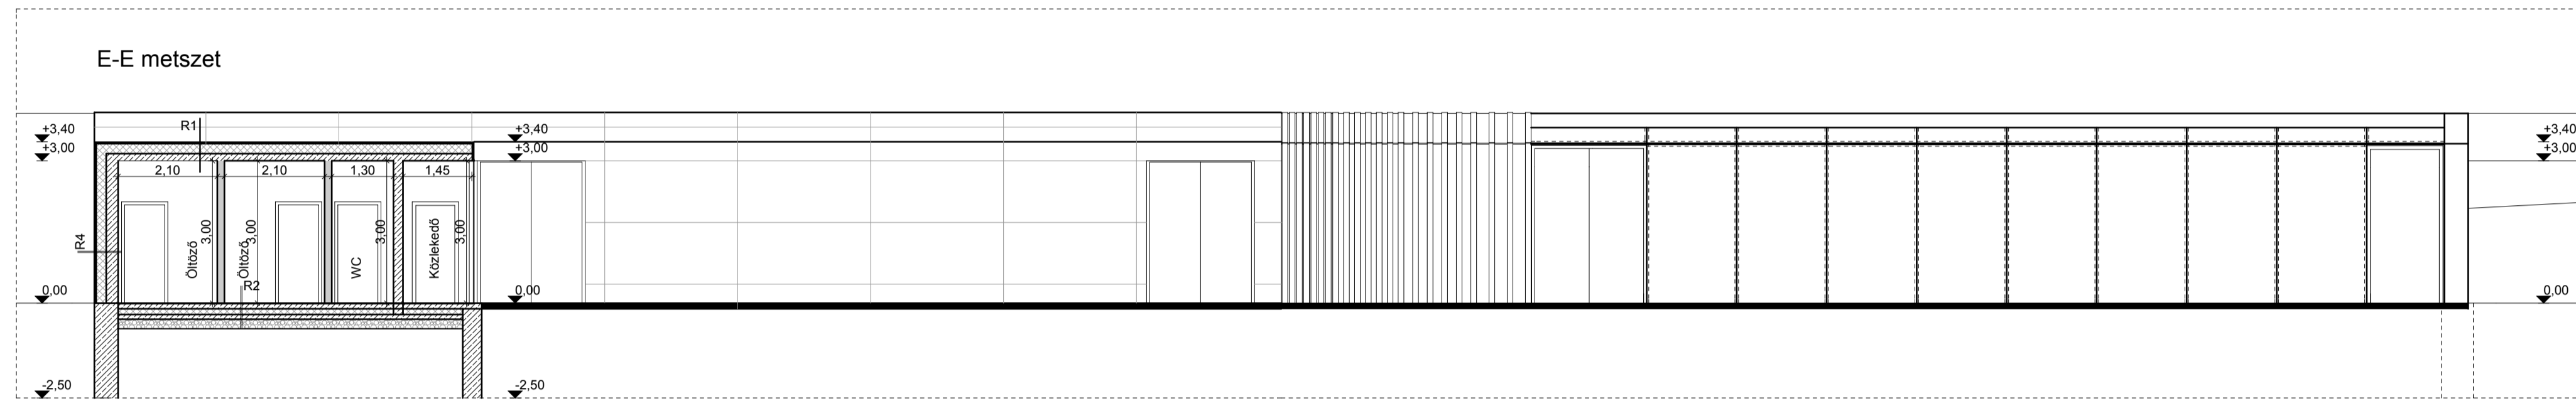 E-E metszet
R1
+3,40
+3,40
+3,40
+3,00
+3,00
+3,00
2,10
2,10
1,30
1,45
R4
Öltöző
3,00
Öltöző
3,00
WC
3,00
Közlekedő
3,00
R2
0,00
0,00
0,00
-2,50
-2,50